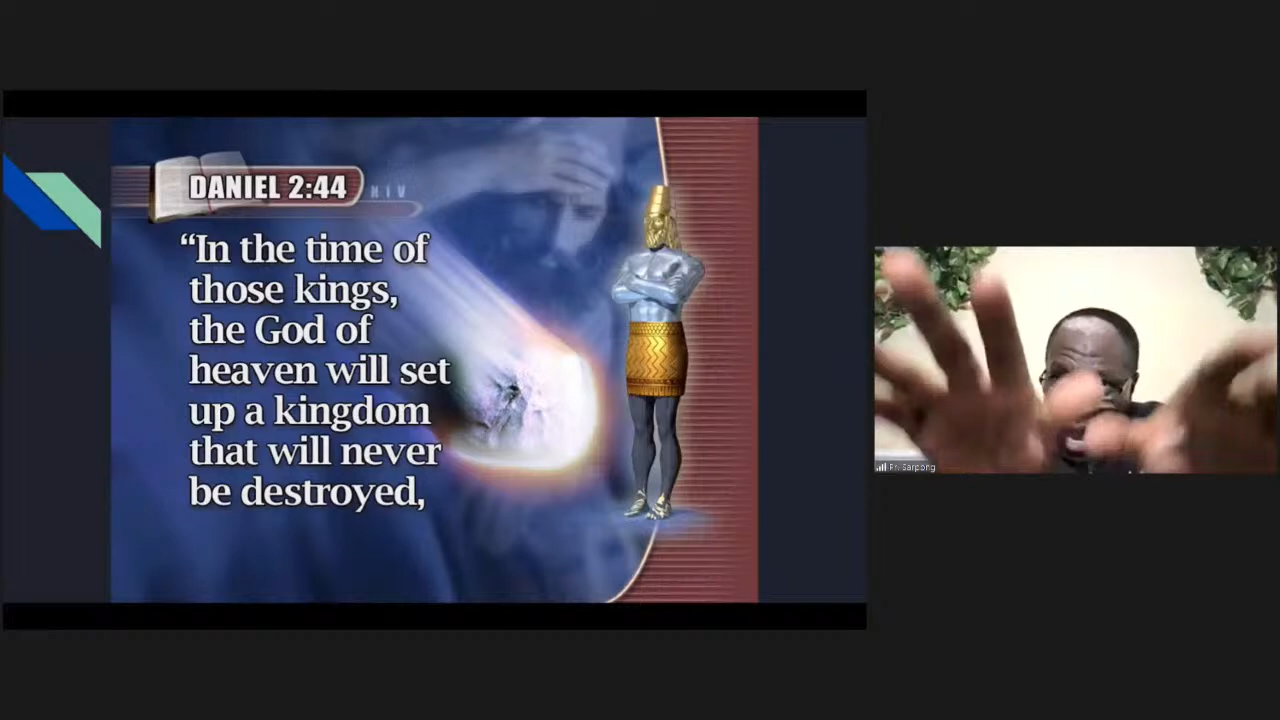 DANIEL 2:44
NIV
“In the time of
those kings,
the God of
heaven will set
up a kingdom
that will never
be destroyed,
Sarpong